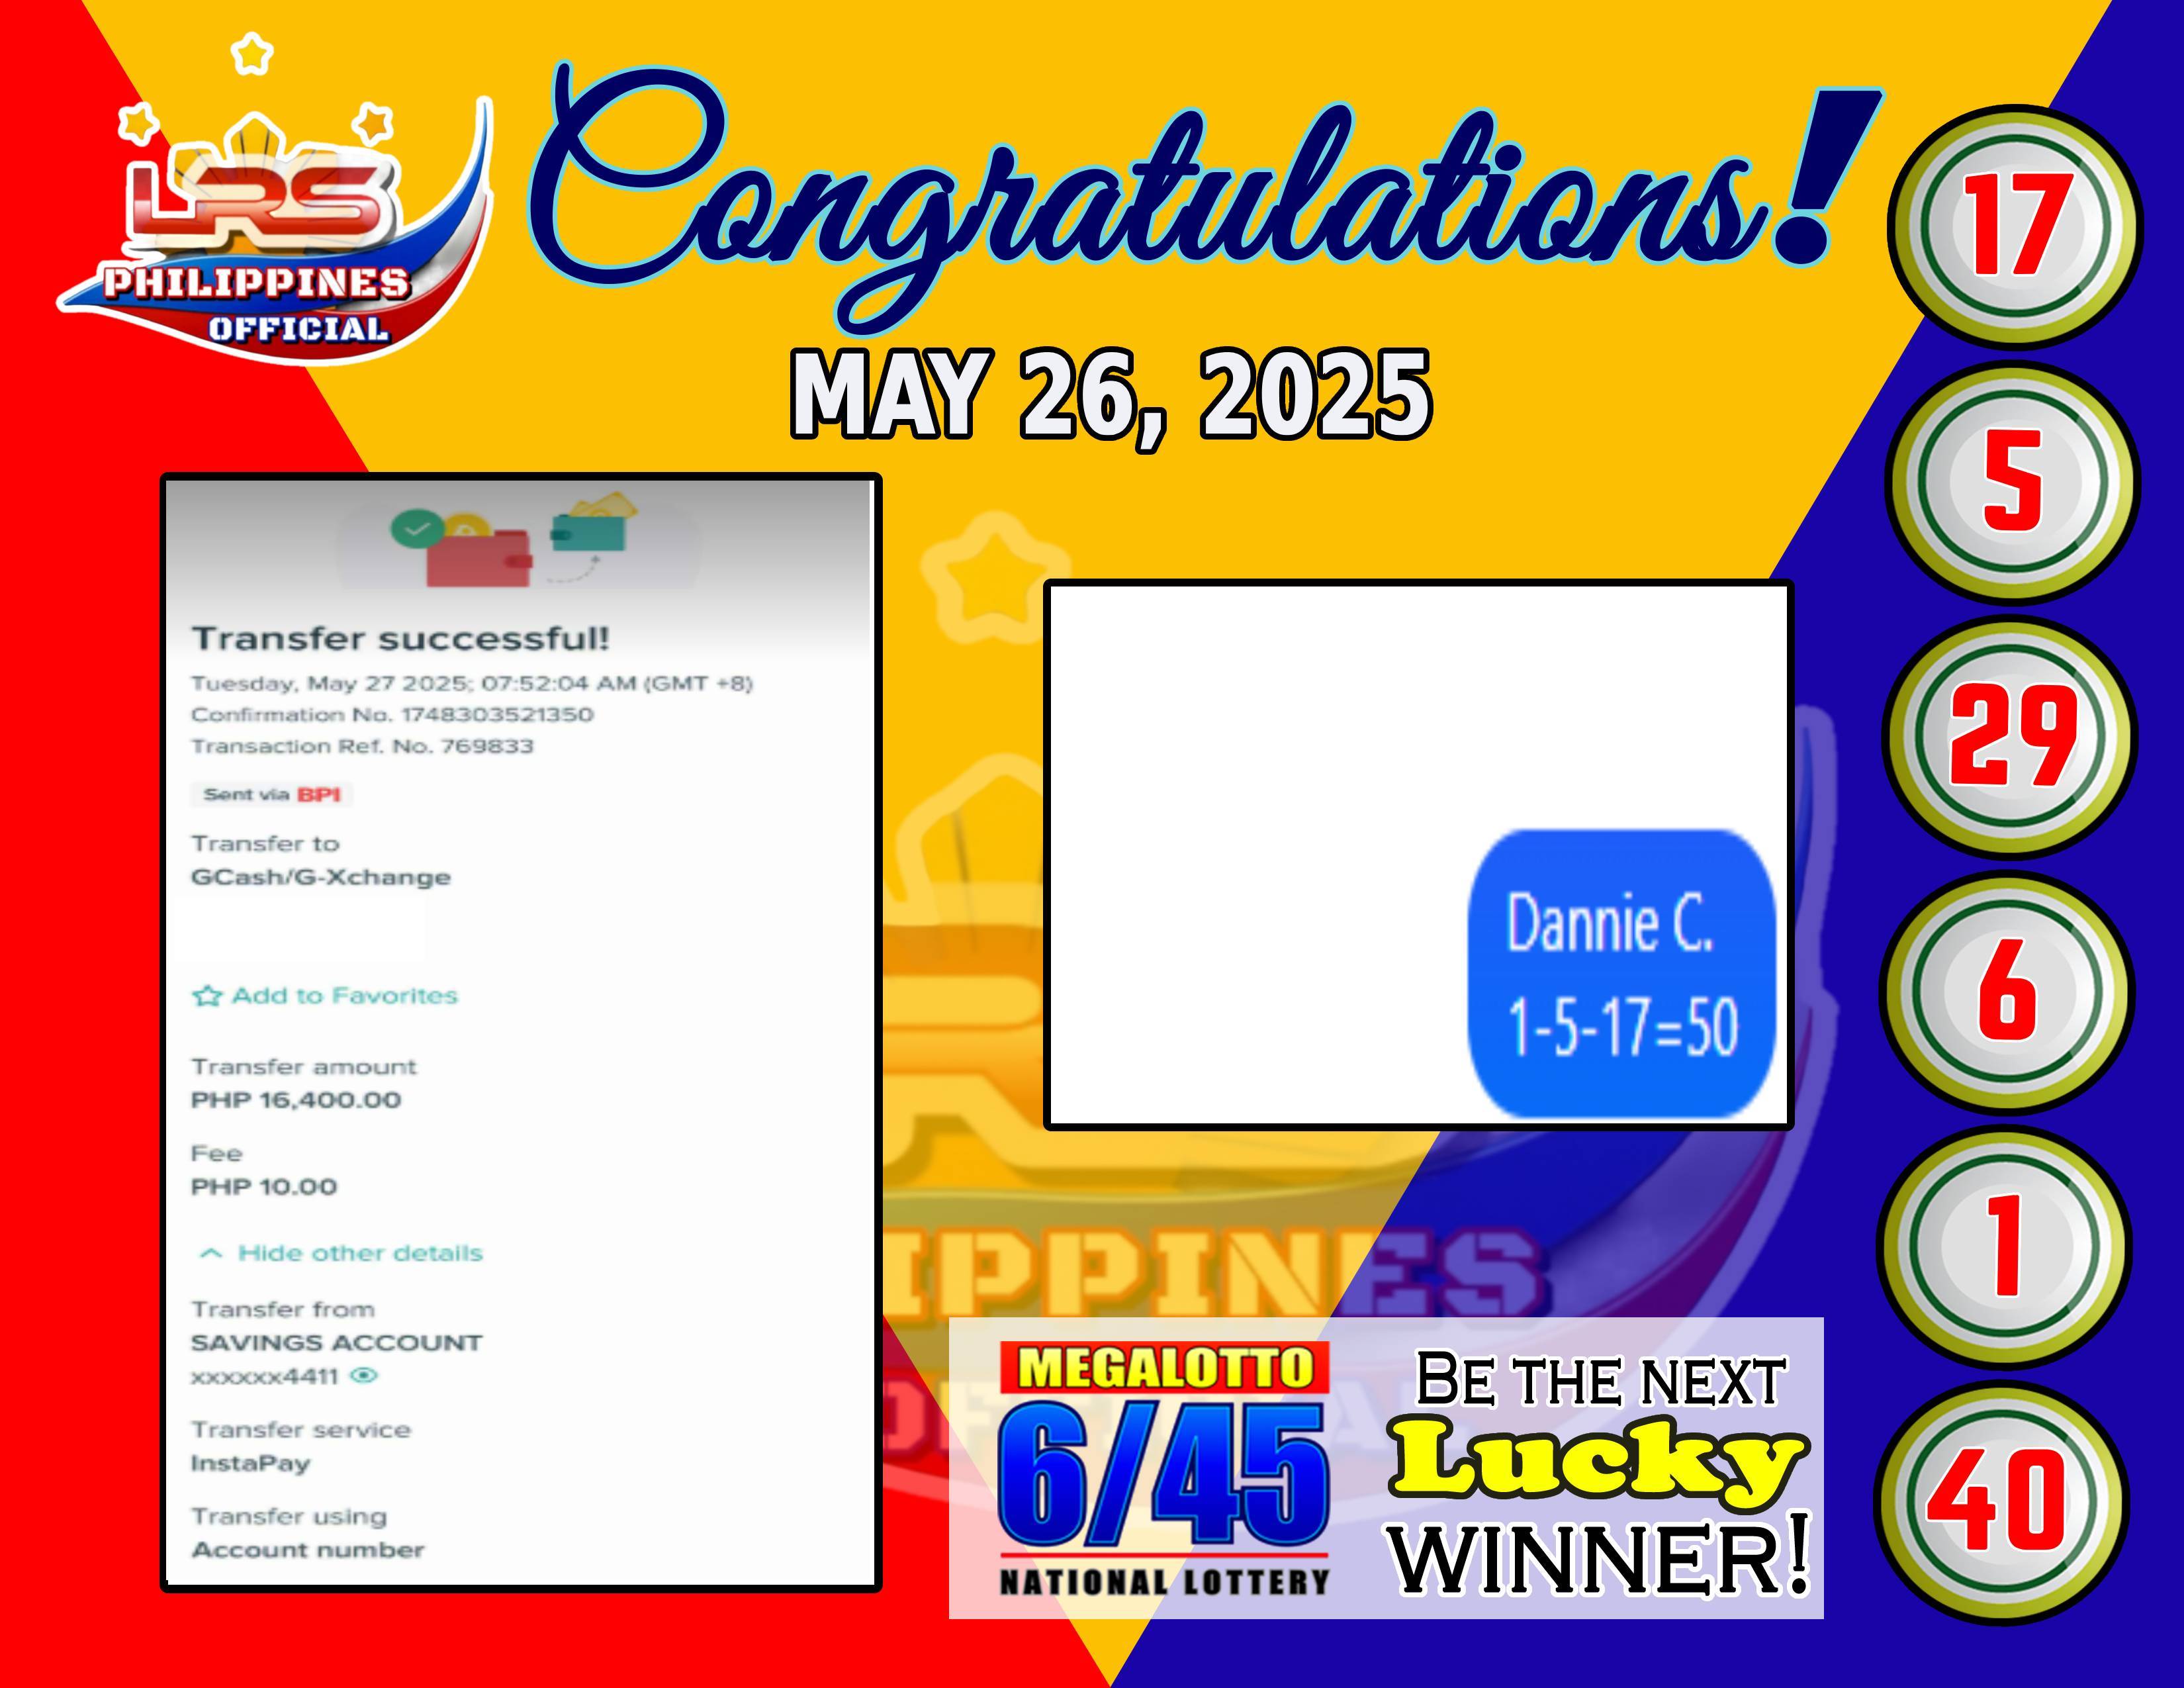 LRS
PHILIPPINES
OFFICIAL
Congratulations!
MAY 26, 2025
Transfer successful!
Tuesday, May 27 2025; 07:52:04 AM (GMT +8)
Confirmation No. 1748303521350
Transaction Ref. No. 769833
Sent via BPI
Transfer to
GCash/G-Xchange
Add to Favorites
Transfer amount
PHP 16,400.00
Fee
PHP 10.00
Hide other details
Transfer from
SAVINGS ACCOUNT
xxxxxx4411
Transfer service
InstaPay
Transfer using
Account number
Dannie C.
1-5-17=50
IPPINES
MEGALOTTO
6/45
NATIONAL LOTTERY
BE THE NEXT
Lucky
WINNER!
17
5
29
6
1
40